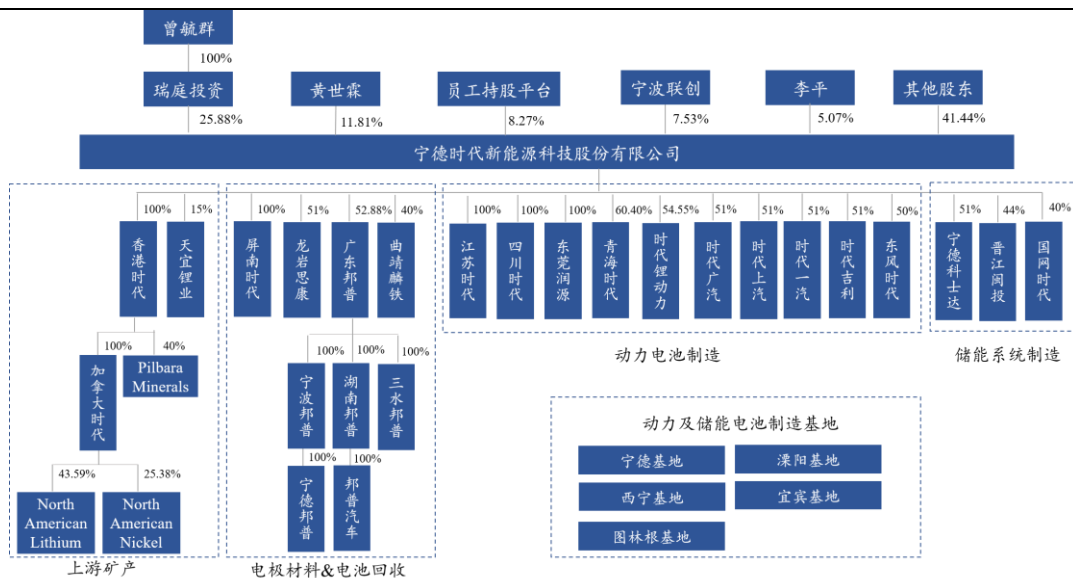 曾毓群
100%
瑞庭投资
黄世霖
员工持股平台
宁波联创
李平
其他股东
25.88%
11.81%
8.27%
7.53%
5.07%
41.44%
宁德时代新能源科技股份有限公司
100%
15%
香港时代
天宜锂业
100%
40%
加拿大时代
Pilbara
Minerals
43.59%
25.38%
North
American
Lithium
North
American
Nickel
上游矿产
100%
51%
52.88%
40%
屏南时代
龙岩思康
广东邦普
曲靖麟铁
100%
100%
100%
宁波邦普
湖南邦普
三水邦普
100%
100%
宁德邦普
邦普汽车
电极材料&电池回收
100%
100%
100%
60.40%
54.55%
51%
51%
51%
51%
50%
江苏时代
四川时代
东莞润源
青海时代
时代锂动力
时代广汽
时代上汽
时代一汽
时代吉利
东风时代
动力电池制造
51%
44%
40%
宁德科士达
晋江闽投
国网时代
储能系统制造
动力及储能电池制造基地
宁德基地
溧阳基地
西宁基地
宜宾基地
图林根基地